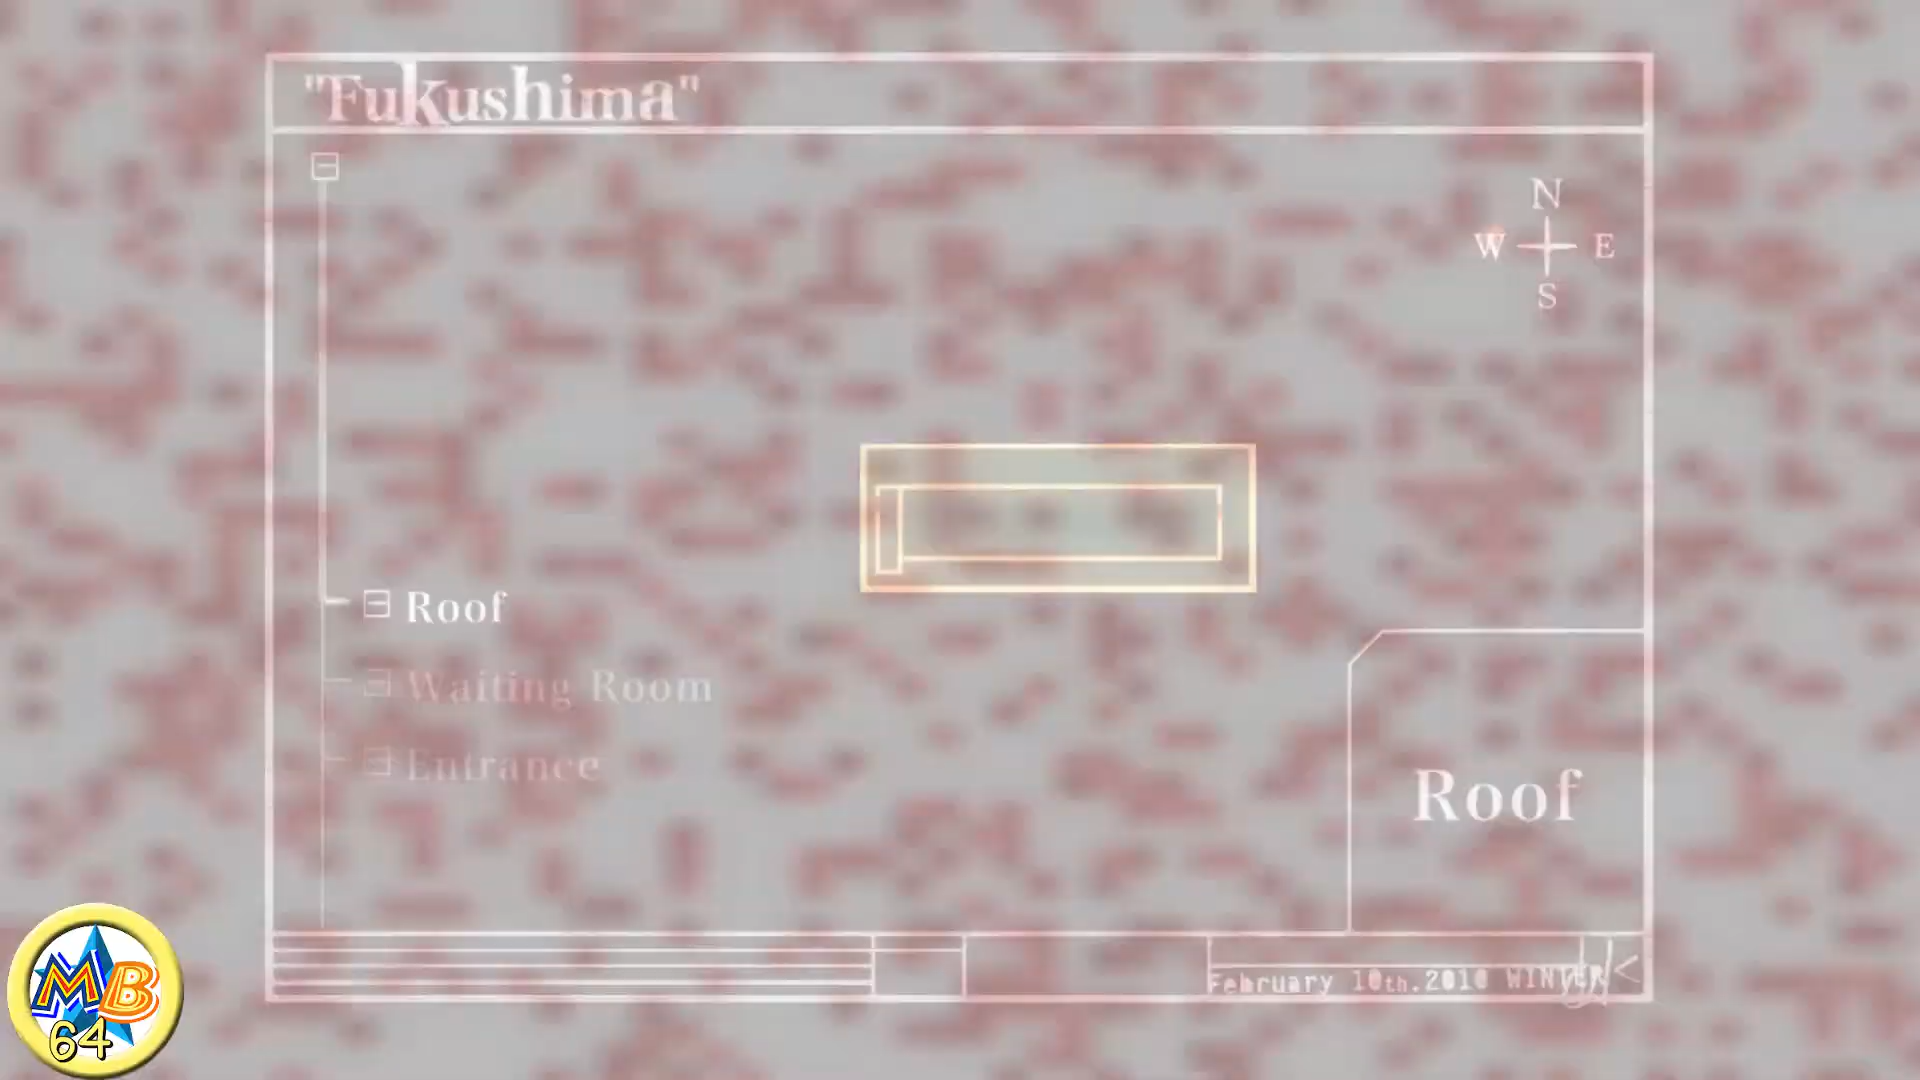 "Fukushima"
N
W E
S
Roof
Waiting Room
Entrance
Roof
February 10th.2010 WINTER
MB
64